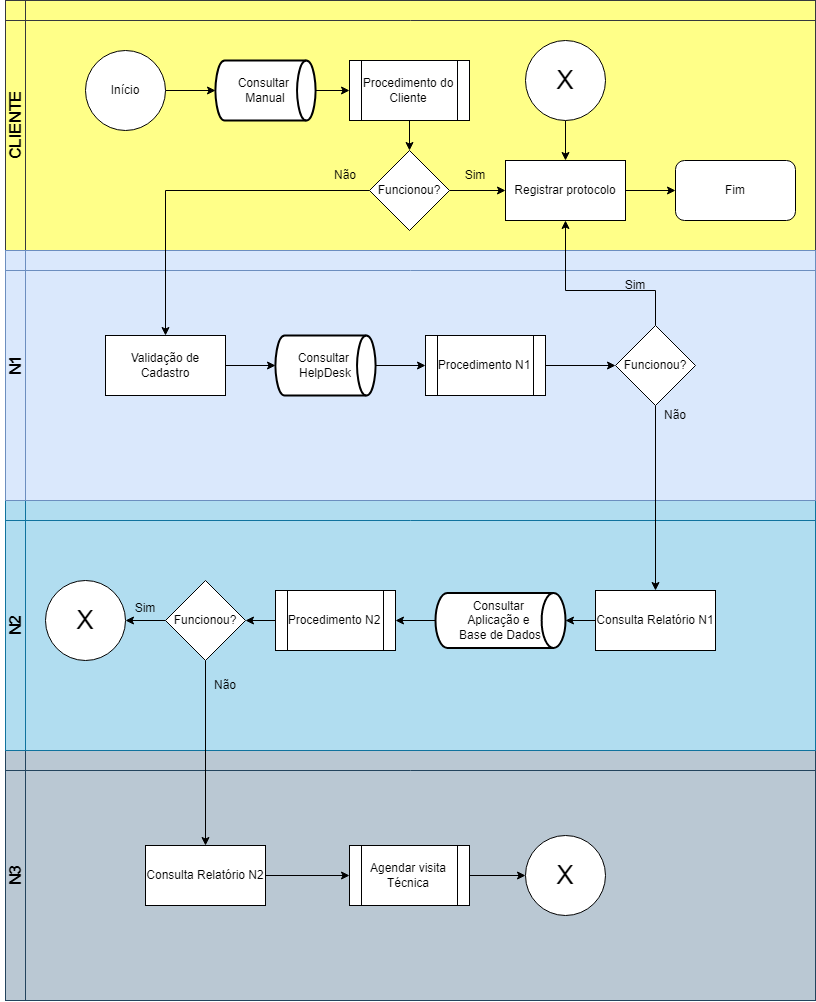 CLIENTE
Início
Consultar
Manual
Procedimento do
Cliente
X
Não
Funcionou?
Sim
Registrar protocolo
Fim
N1
Sim
Validação de
Cadastro
Consultar
HelpDesk
Procedimento N1
Funcionou?
Não
N2
X
Sim
Funcionou?
Procedimento N2
Consultar
Aplicação e
Base de Dados
Consulta Relatório N1
Não
N3
Consulta Relatório N2
Agendar visita
Técnica
X